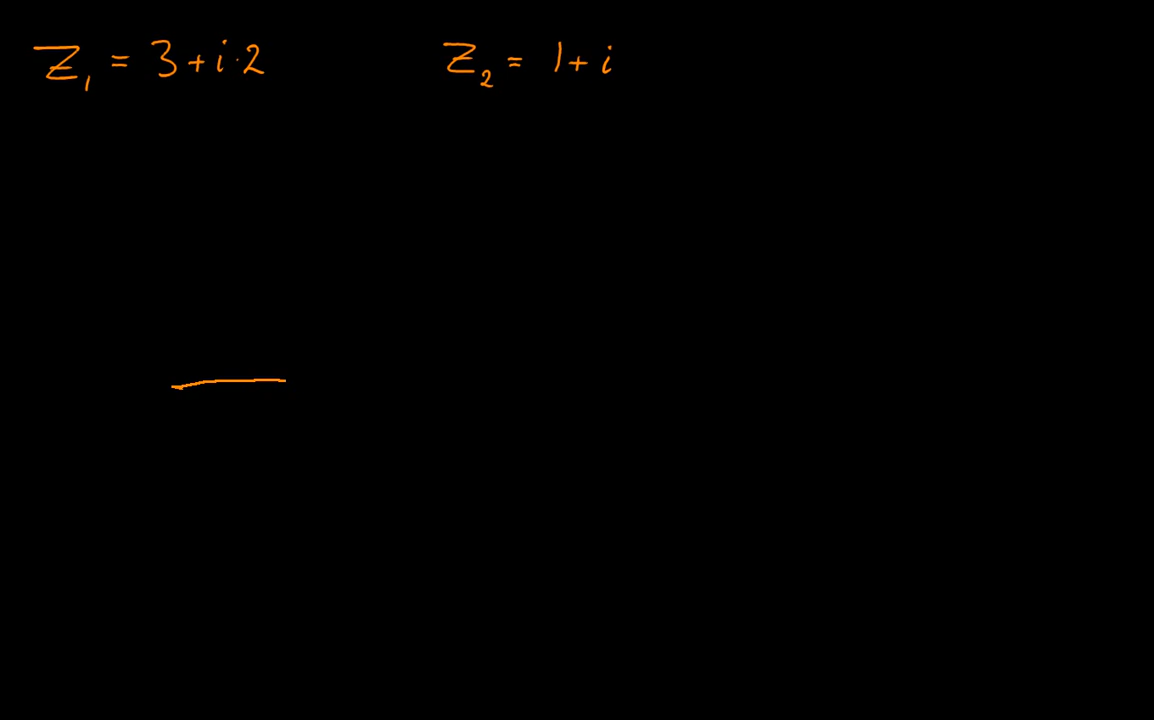 Z₁ = 3+i·2 Z₂ = 1+i